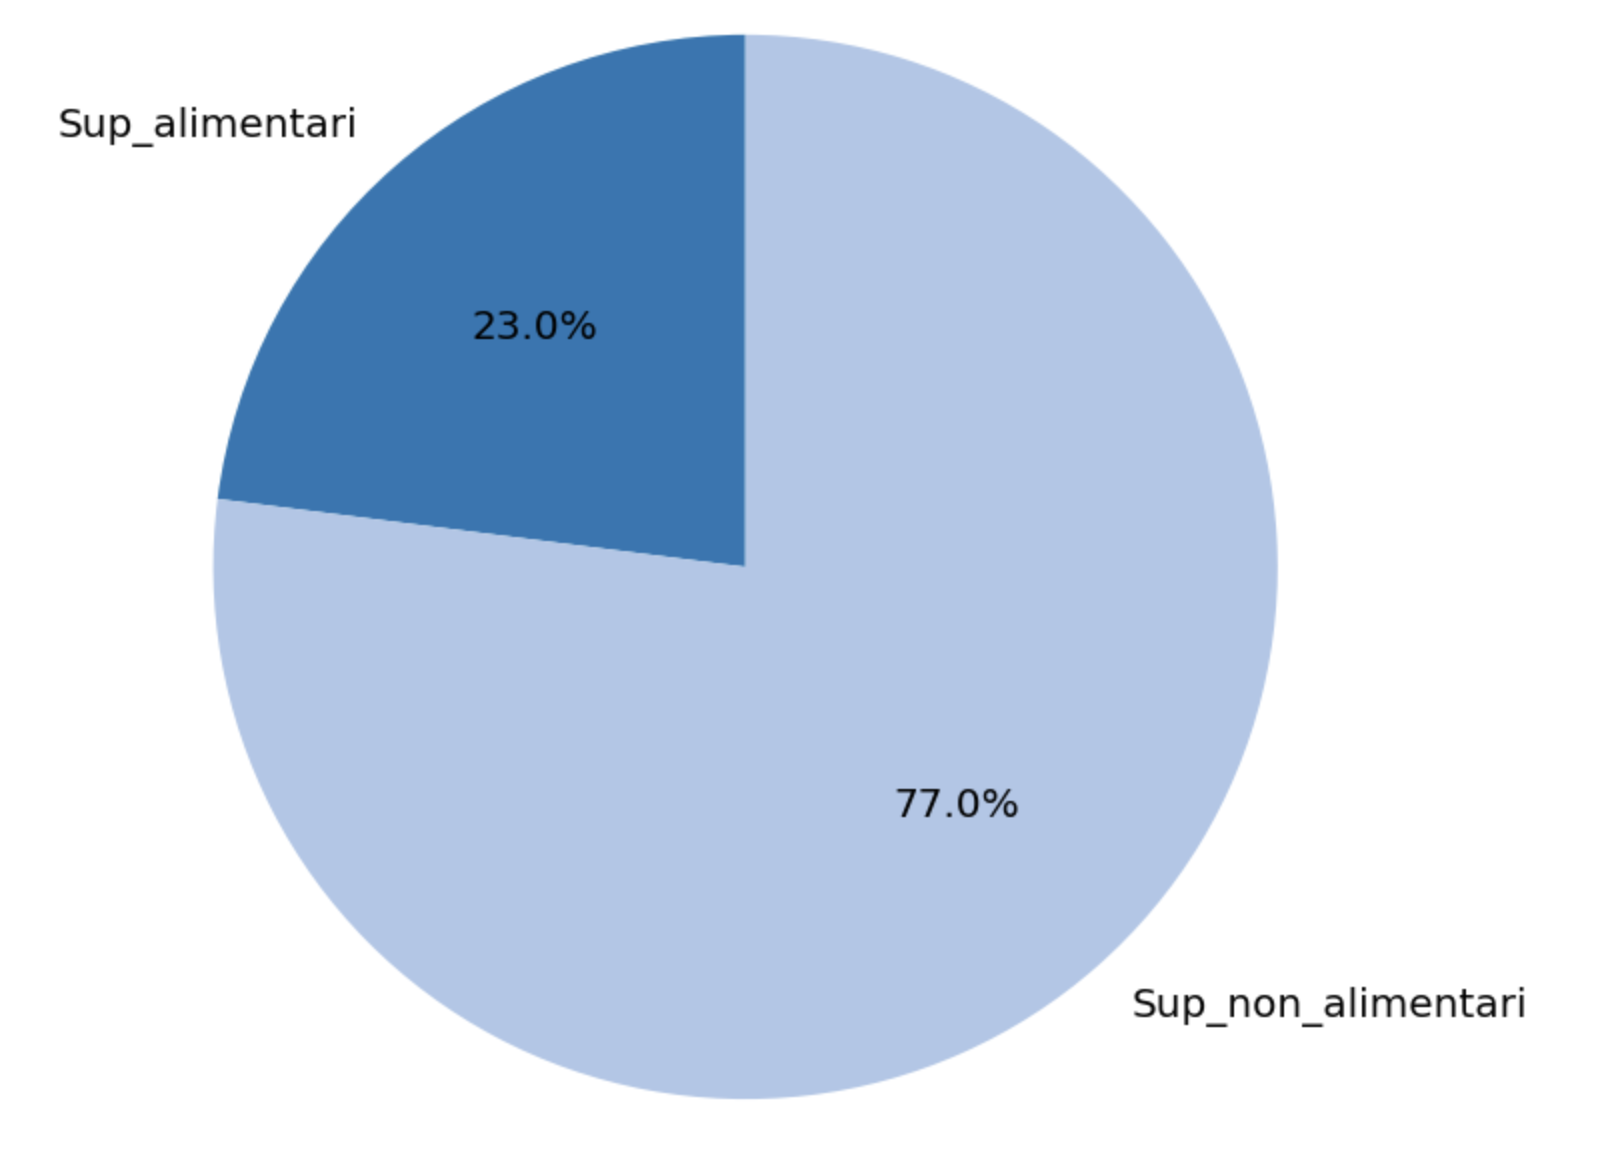 Sup_alimentari
23.0%
77.0%
Sup_non_alimentari